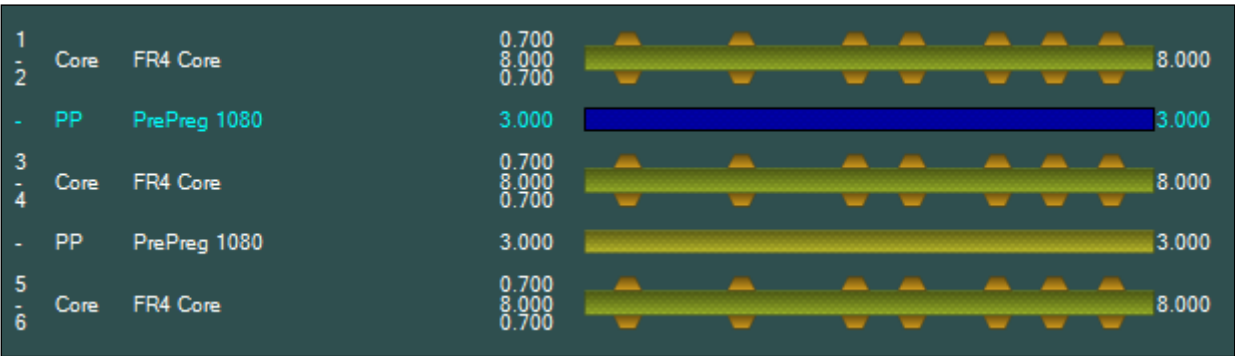 1 0.700
- Core FR4 Core 8.000 8.000
2 0.700
- PP PrePreg 1080 3.000 3.000
3 0.700
- Core FR4 Core 8.000 8.000
4 0.700
- PP PrePreg 1080 3.000 3.000
5 0.700
- Core FR4 Core 8.000 8.000
6 0.700